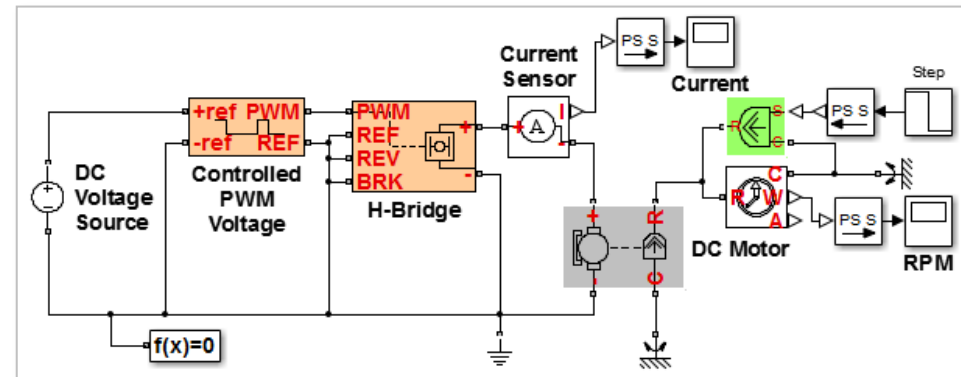 +ref PWM
-ref REF
Controlled
PWM
Voltage
DC
Voltage
Source
f(x)=0
PWM
REF
REV
BRK
+
-
H-Bridge
Current
Sensor
+
A
I
-
PS S
Current
+
R
-
C
R
S
C
PS S
Step
C
R
W
A
DC Motor
PS S
RPM